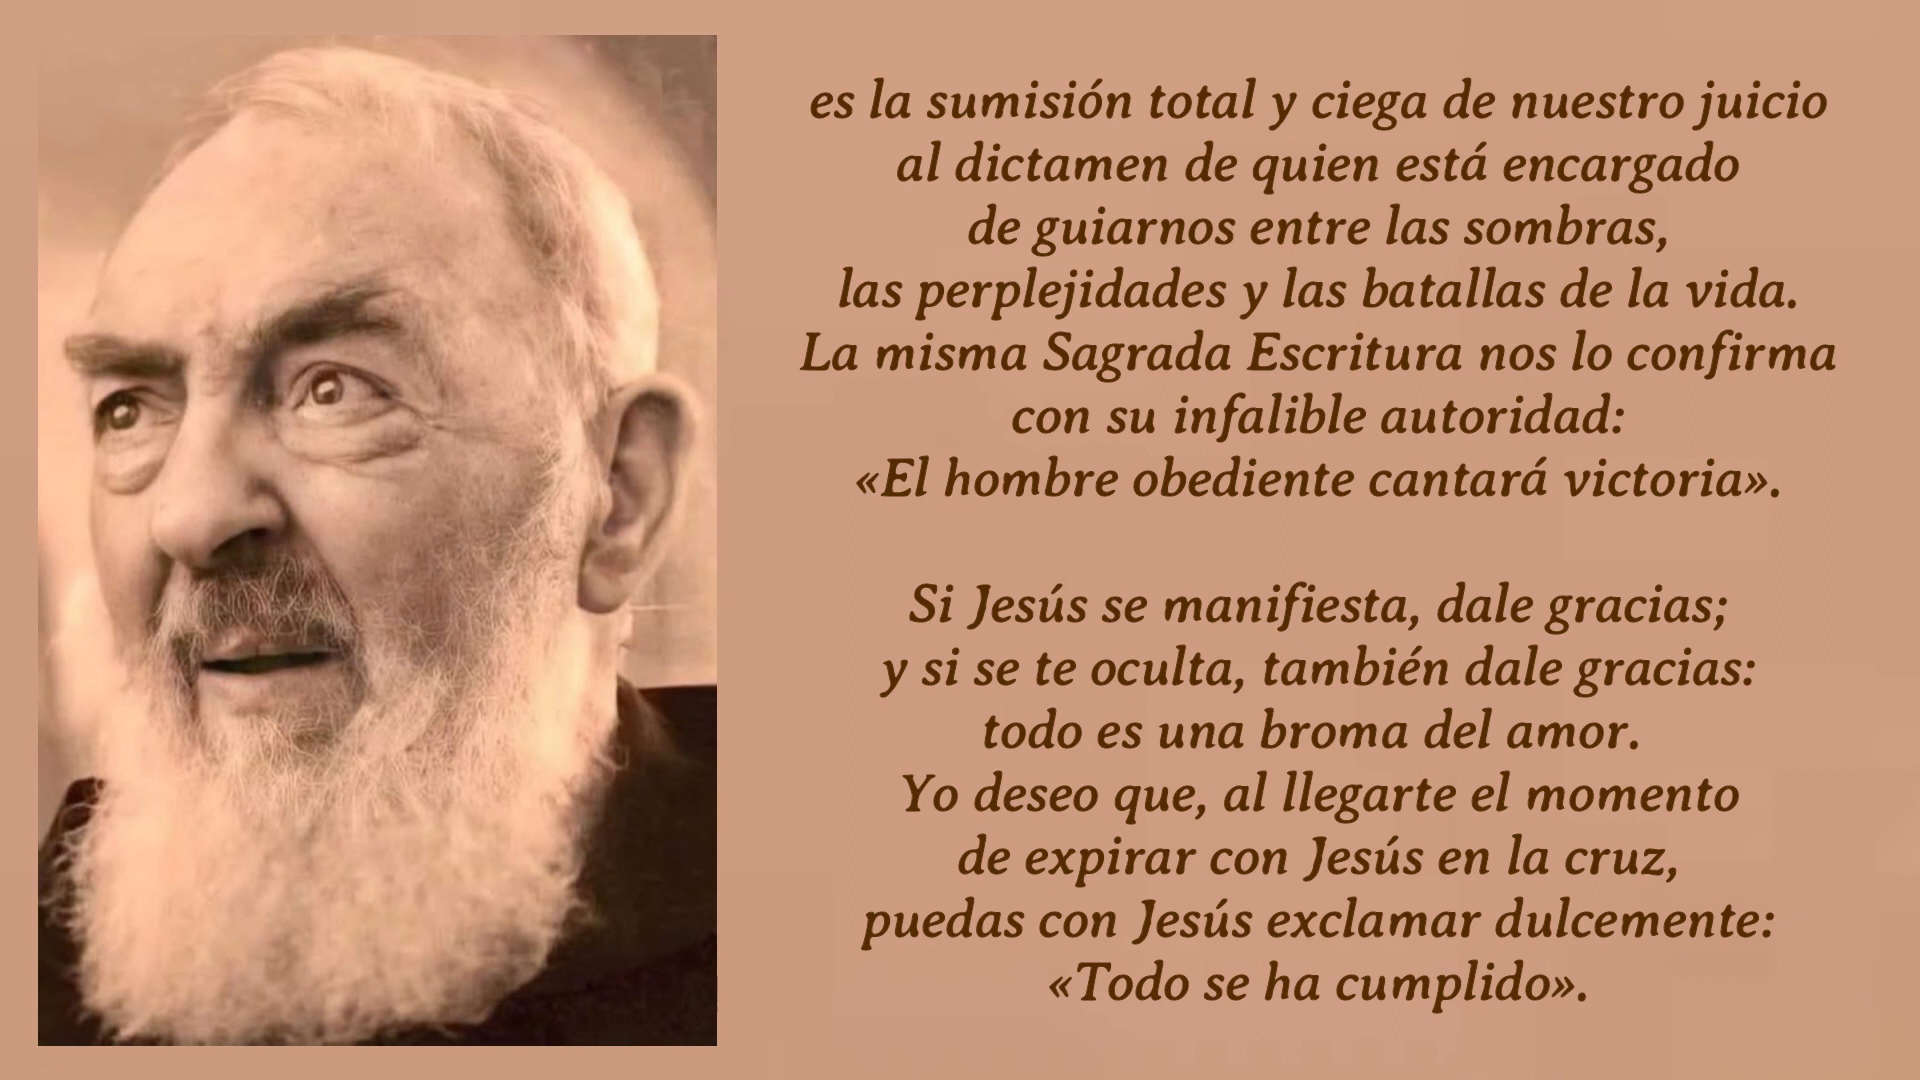 es la sumisión total y ciega de nuestro juicio
al dictamen de quien está encargado
de guiarnos entre las sombras,
las perplejidades y las batallas de la vida.
La misma Sagrada Escritura nos lo confirma
con su infalible autoridad:
«El hombre obediente cantará victoria».
Si Jesús se manifiesta, dale gracias;
y si se te oculta, también dale gracias:
todo es una broma del amor.
Yo deseo que, al llegarte el momento
de expirar con Jesús en la cruz,
puedas con Jesús exclamar dulcemente:
«Todo se ha cumplido».